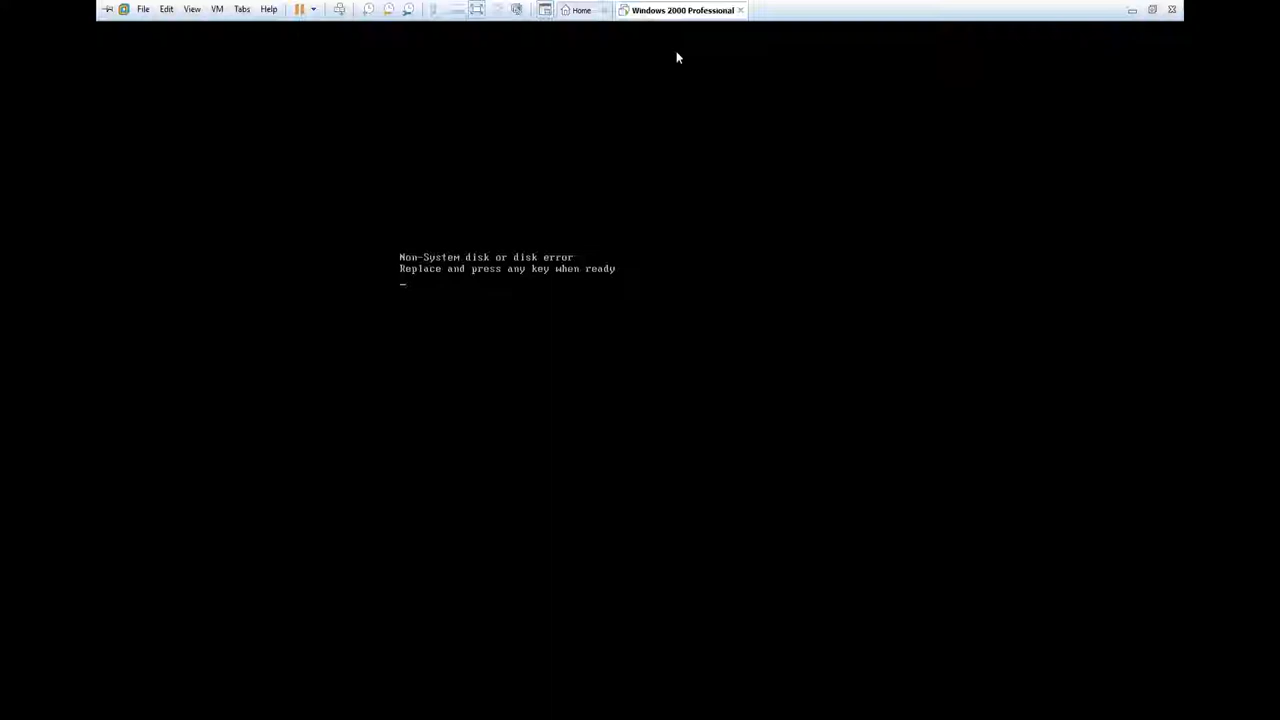 File Edit View VM Tabs Help Home Windows 2000 Professional
Non-System disk or disk error
Replace and press any key when ready